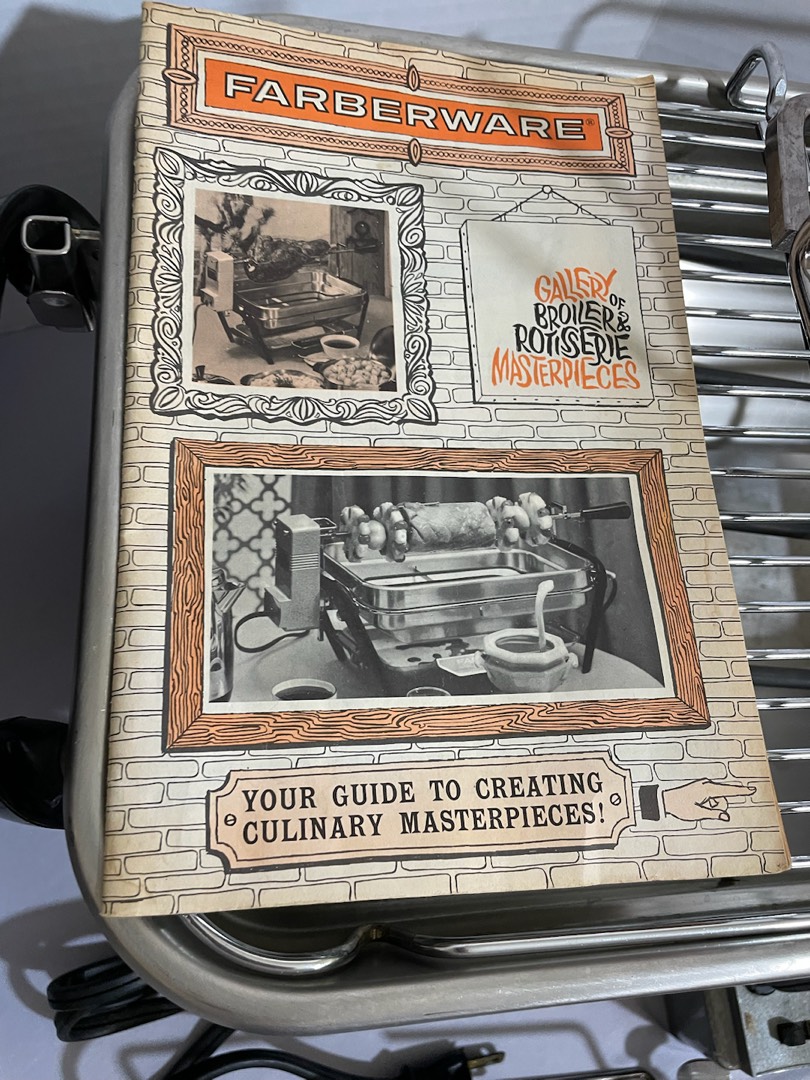 FARBERWARE®
GALLERY OF
BROILER &
ROTISSERIE
MASTERPIECES
YOUR GUIDE TO CREATING
CULINARY MASTERPIECES!